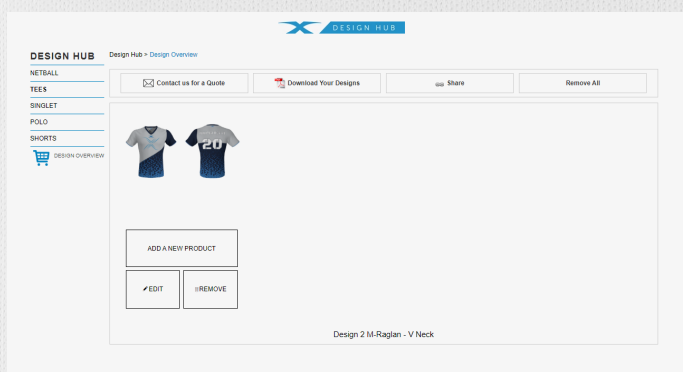 DESIGN HUB
DESIGN HUB
Design Hub > Design Overview
NETBALL
TEES
SINGLET
POLO
SHORTS
DESIGN OVERVIEW
Contact us for a Quote
Download Your Designs
Share
Remove All
20
ADD A NEW PRODUCT
EDIT
REMOVE
Design 2 M-Raglan - V Neck